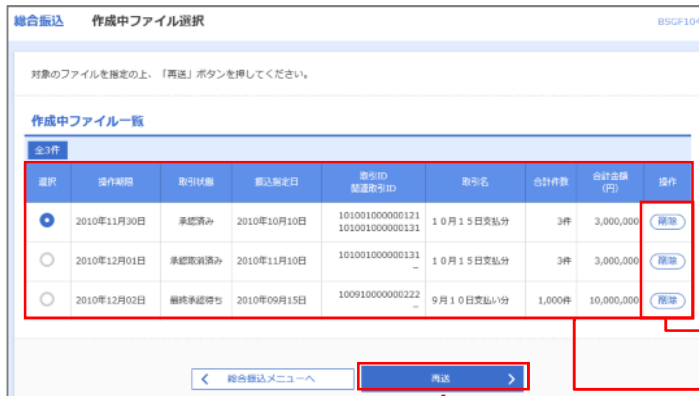 総合振込 作成中ファイル選択 BSGF104
対象のファイルを指定の上、「再送」ボタンを押してください。
作成中ファイル一覧
全3件
選択 操作期限 取引状態 振込指定日 取引ID 取引名 合計件数 合計金額 操作
関連取引ID (円)
2010年11月30日 承認済み 2010年10月10日 101001000000121 10月15日支払分 3件 3,000,000 削除
101001000000131
2010年12月01日 承認取消済み 2010年11月10日 101001000000131 10月15日支払分 3件 3,000,000 削除
–
2010年12月02日 最終承認待ち 2010年09月15日 100910000000222 9月10日支払い分 1,000件 10,000,000 削除
–
総合振込メニューへ 再送